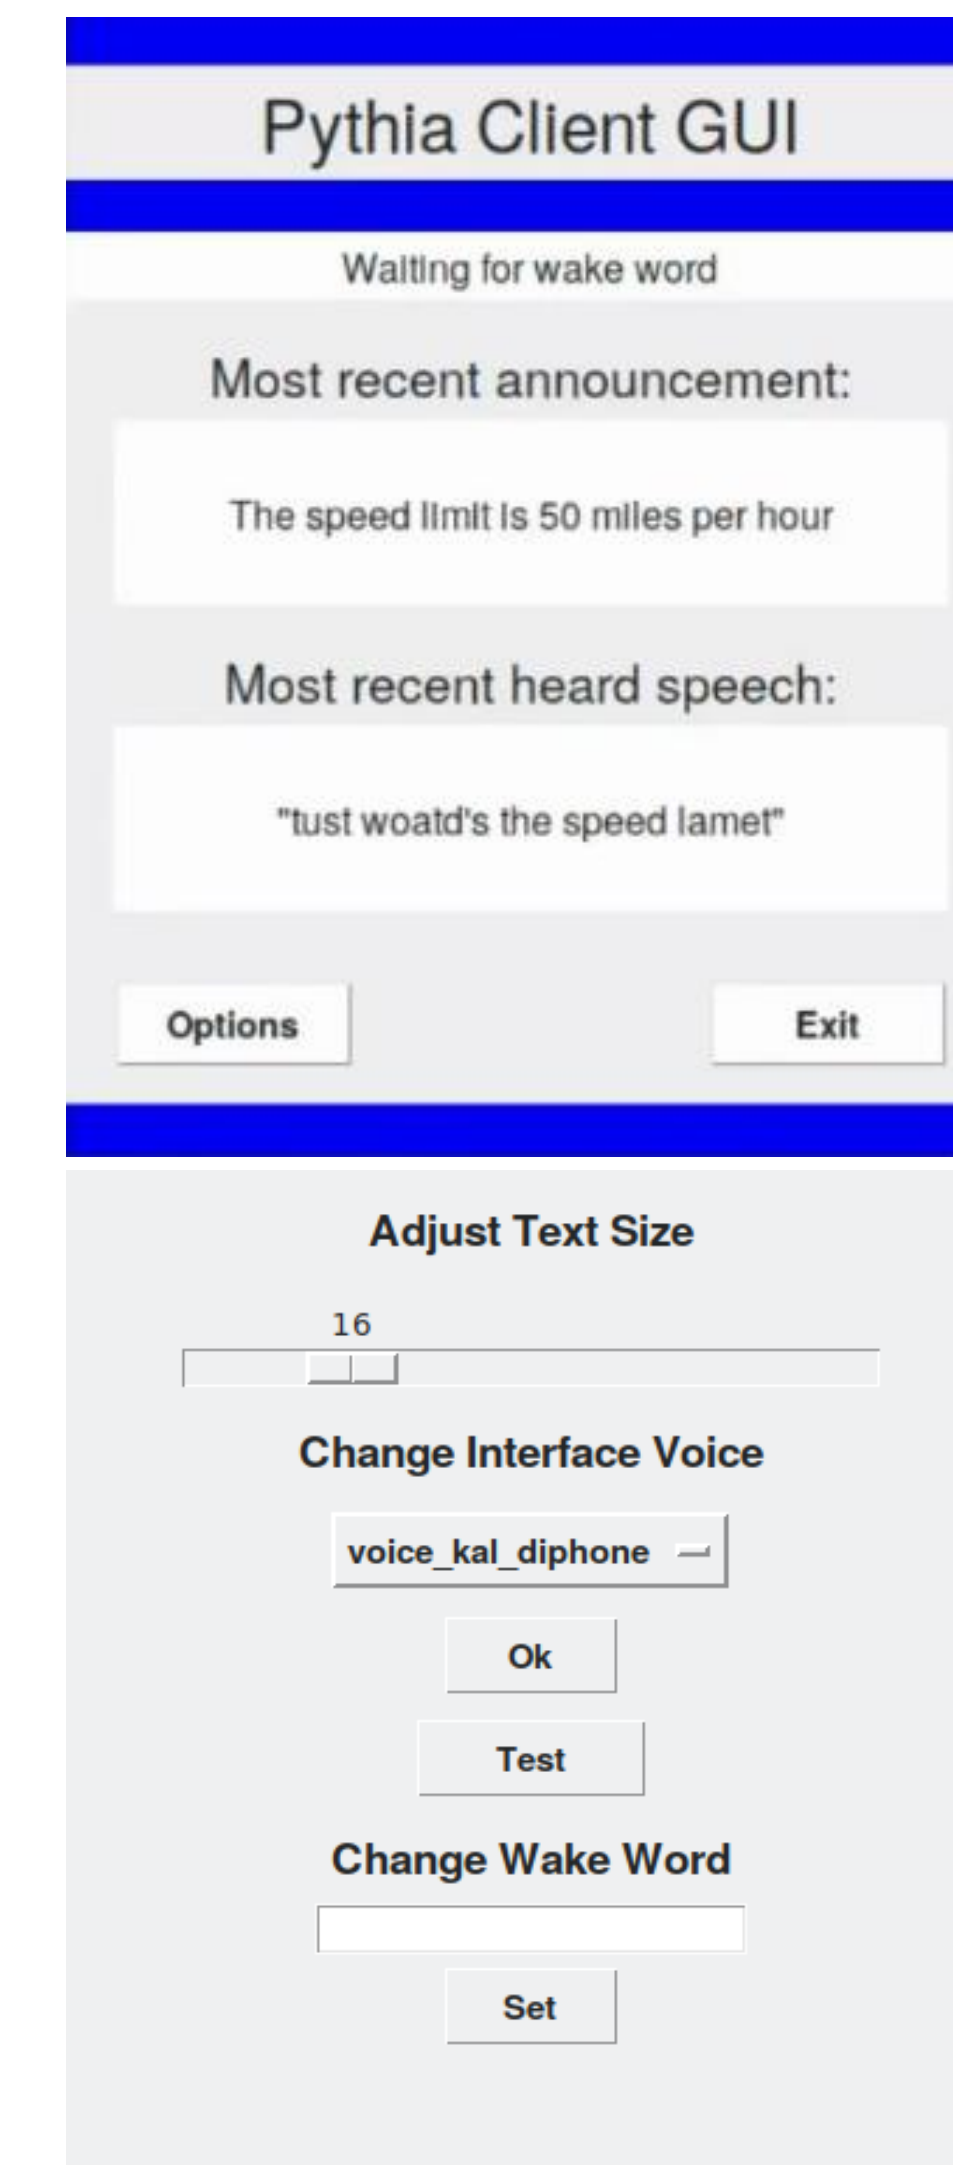 Pythia Client GUI
Waiting for wake word
Most recent announcement:
The speed limit is 50 miles per hour
Most recent heard speech:
"tust woatd's the speed lamet"
Options
Exit
Adjust Text Size
16
Change Interface Voice
voice_kal_diphone
Ok
Test
Change Wake Word
Set